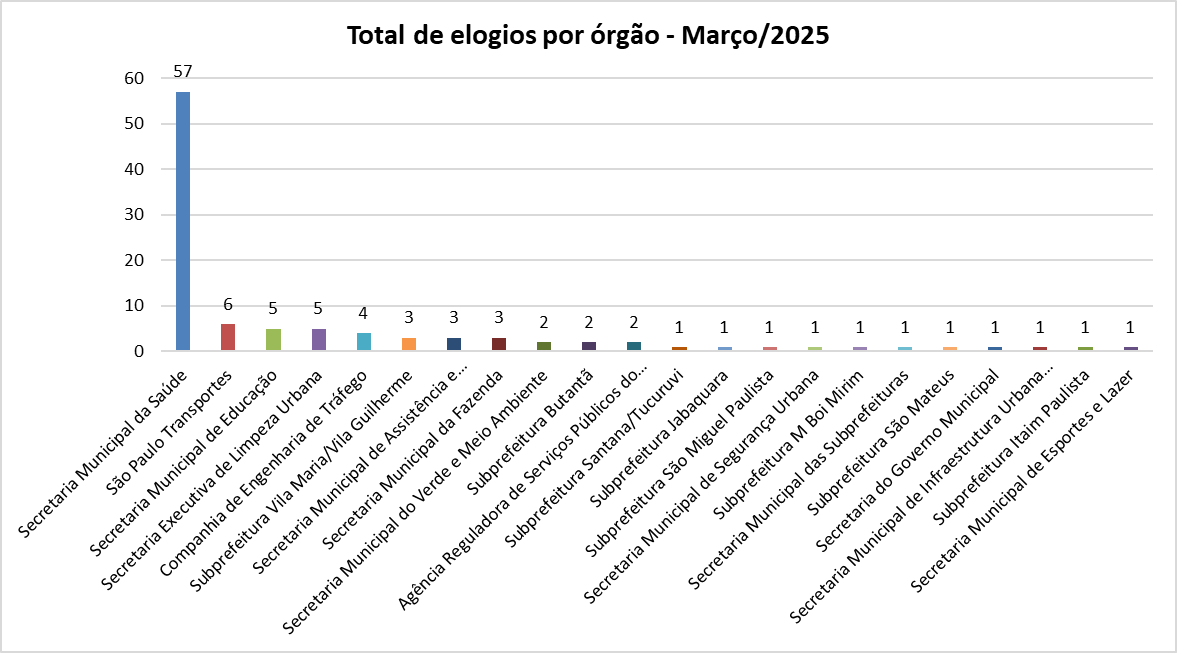 Total de elogios por órgão - Março/2025
60
50
40
30
20
10
0
57
6
5
5
4
3
3
3
2
2
2
1
1
1
1
1
1
1
1
1
1
1
Secretaria Municipal da Saúde
São Paulo Transportes
Secretaria Municipal de Educação
Secretaria Executiva de Limpeza Urbana
Companhia de Engenharia de Tráfego
Subprefeitura Vila Maria/Vila Guilherme
Secretaria Municipal de Assistência e...
Secretaria Municipal da Fazenda
Secretaria Municipal do Verde e Meio Ambiente
Subprefeitura Butantã
Agência Reguladora de Serviços Públicos do...
Subprefeitura Santana/Tucuruvi
Subprefeitura Jabaquara
Subprefeitura São Miguel Paulista
Secretaria Municipal de Segurança Urbana
Subprefeitura M Boi Mirim
Secretaria Municipal das Subprefeituras
Subprefeitura São Mateus
Secretaria do Governo Municipal
Secretaria Municipal de Infraestrutura Urbana...
Subprefeitura Itaim Paulista
Secretaria Municipal de Esportes e Lazer